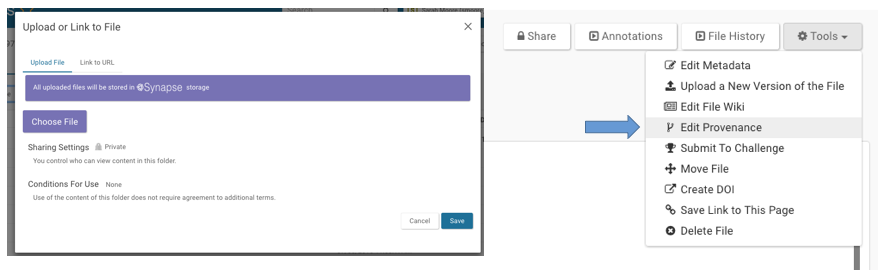 Upload or Link to File
Upload File Link to URL
All uploaded files will be stored in Synapse storage
Choose File
Sharing Settings Private
You control who can view content in this folder.
Conditions For Use None
Use of the content of this folder does not require agreement to additional terms.
Cancel Save
Share Annotations File History Tools
Edit Metadata
Upload a New Version of the File
Edit File Wiki
Edit Provenance
Submit To Challenge
Move File
Create DOI
Save Link to This Page
Delete File